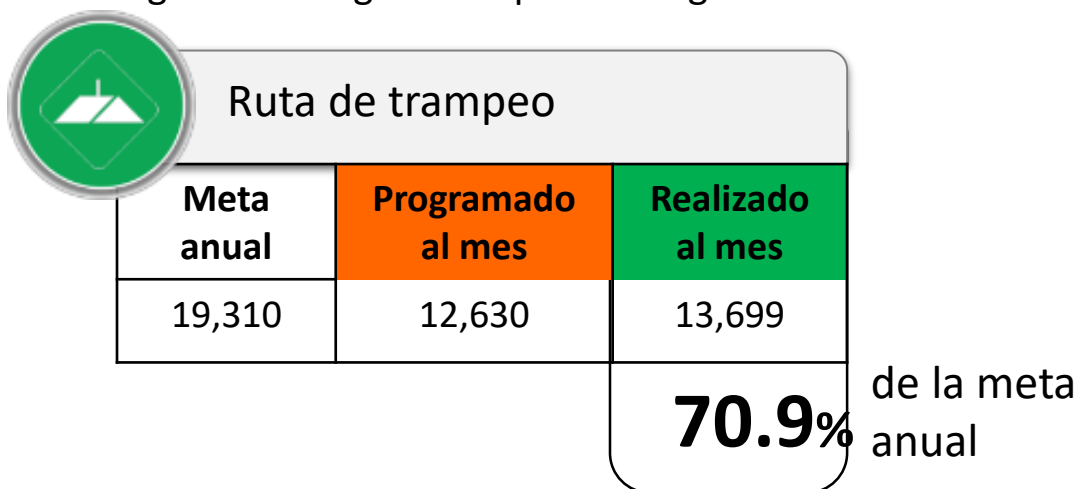 Ruta de trampeo
Meta anual
Programado al mes
Realizado al mes
19,310
12,630
13,699
70.9%
de la meta
anual